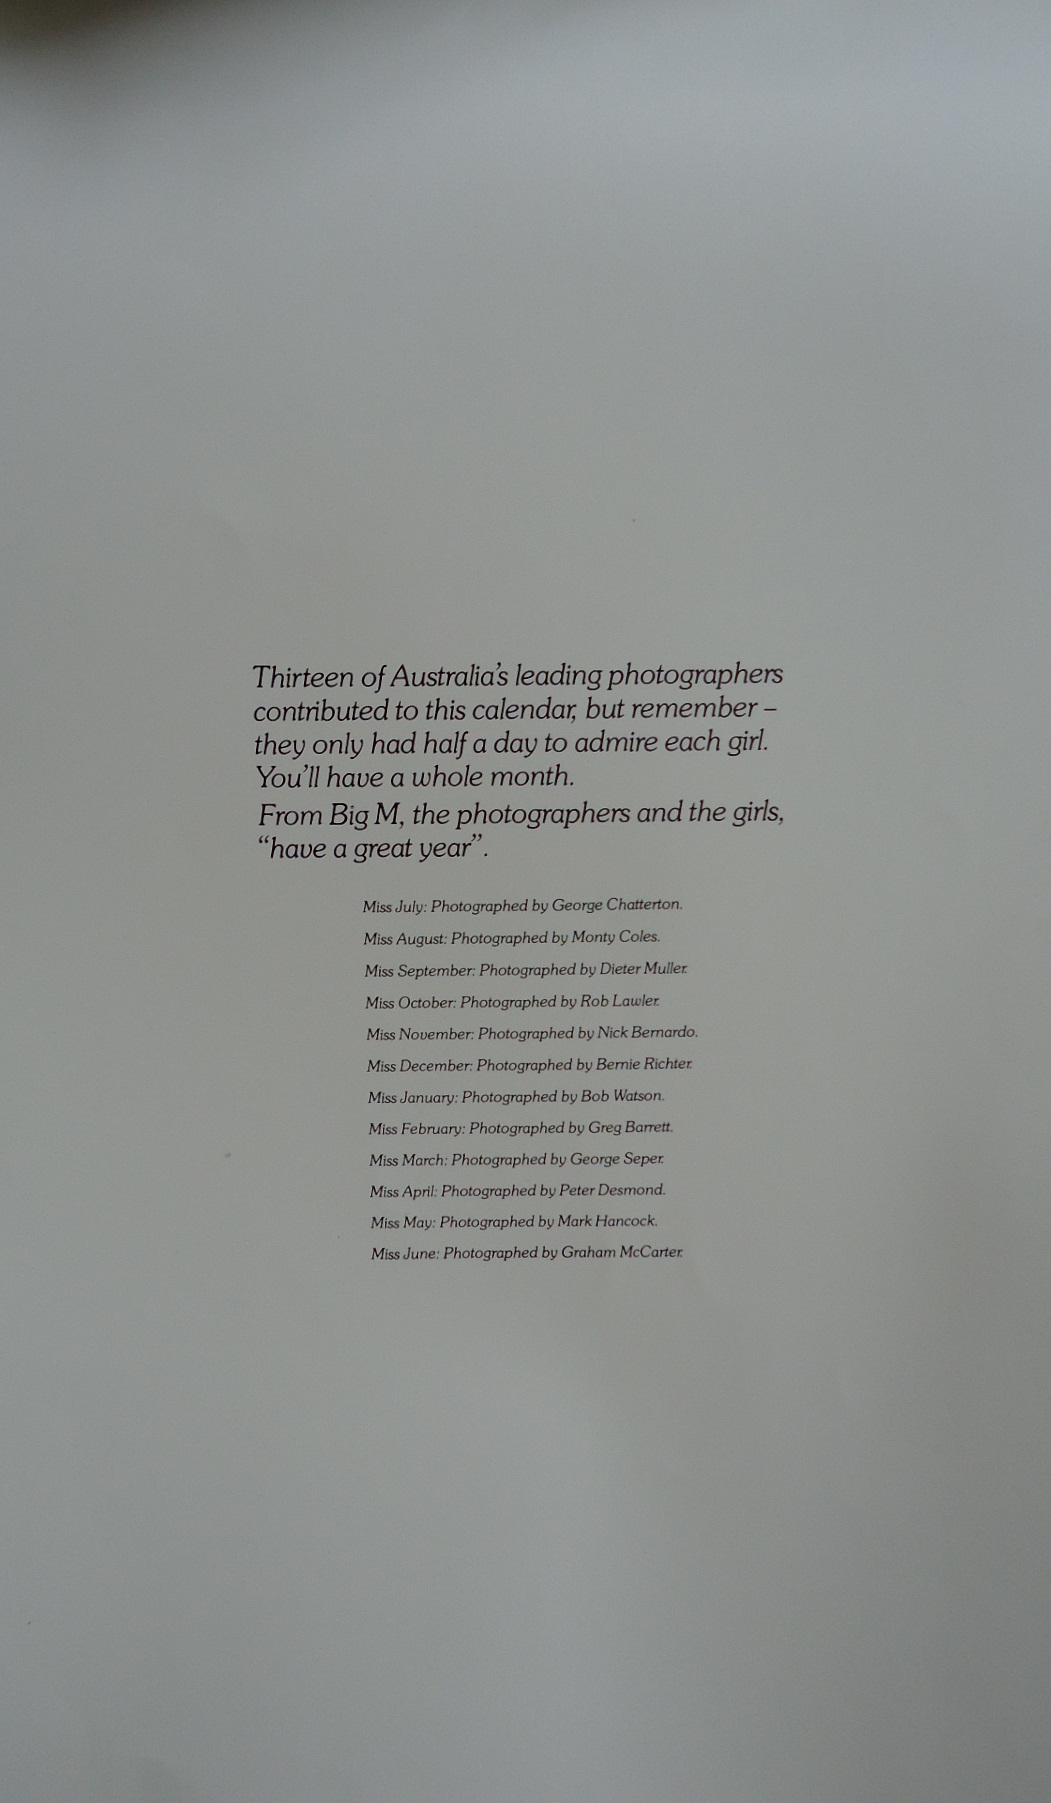 Thirteen of Australia's leading photographers
contributed to this calendar, but remember –
they only had half a day to admire each girl.
You'll have a whole month.
From Big M, the photographers and the girls,
“have a great year”.
Miss July: Photographed by George Chatterton.
Miss August: Photographed by Monty Coles.
Miss September: Photographed by Dieter Muller.
Miss October: Photographed by Rob Lawler.
Miss November: Photographed by Nick Bernardo.
Miss December: Photographed by Bernie Richter.
Miss January: Photographed by Bob Watson.
Miss February: Photographed by Greg Barrett.
Miss March: Photographed by George Seper.
Miss April: Photographed by Peter Desmond.
Miss May: Photographed by Mark Hancock.
Miss June: Photographed by Graham McCarter.